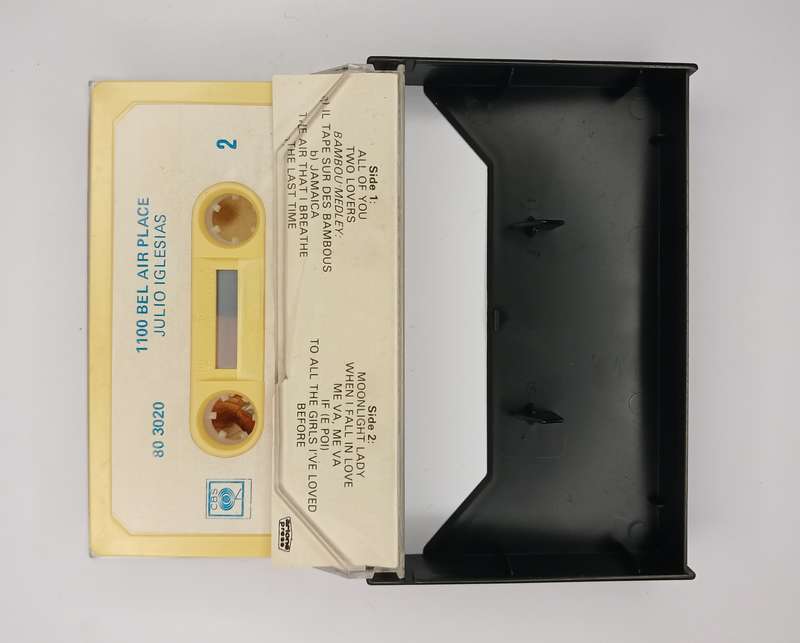 2
1100 BEL AIR PLACE
JULIO IGLESIAS
80 3020
CBS
Side 1:
ALL OF YOU
TWO LOVERS
BAMBOU MEDLEY:
a) IL TAPE SUR DES BAMBOUS
b) JAMAICA
THE AIR THAT I BREATHE
THE LAST TIME
Side 2:
MOONLIGHT LADY
WHEN I FALL IN LOVE
ME VA, ME VA
IF (E POI)
TO ALL THE GIRLS I'VE LOVED
BEFORE
artone
press